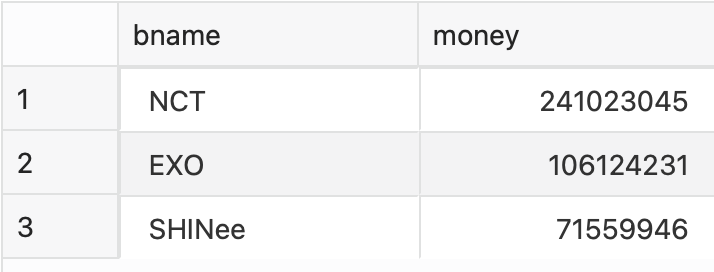 bname money
1 NCT 241023045
2 EXO 106124231
3 SHINee 71559946